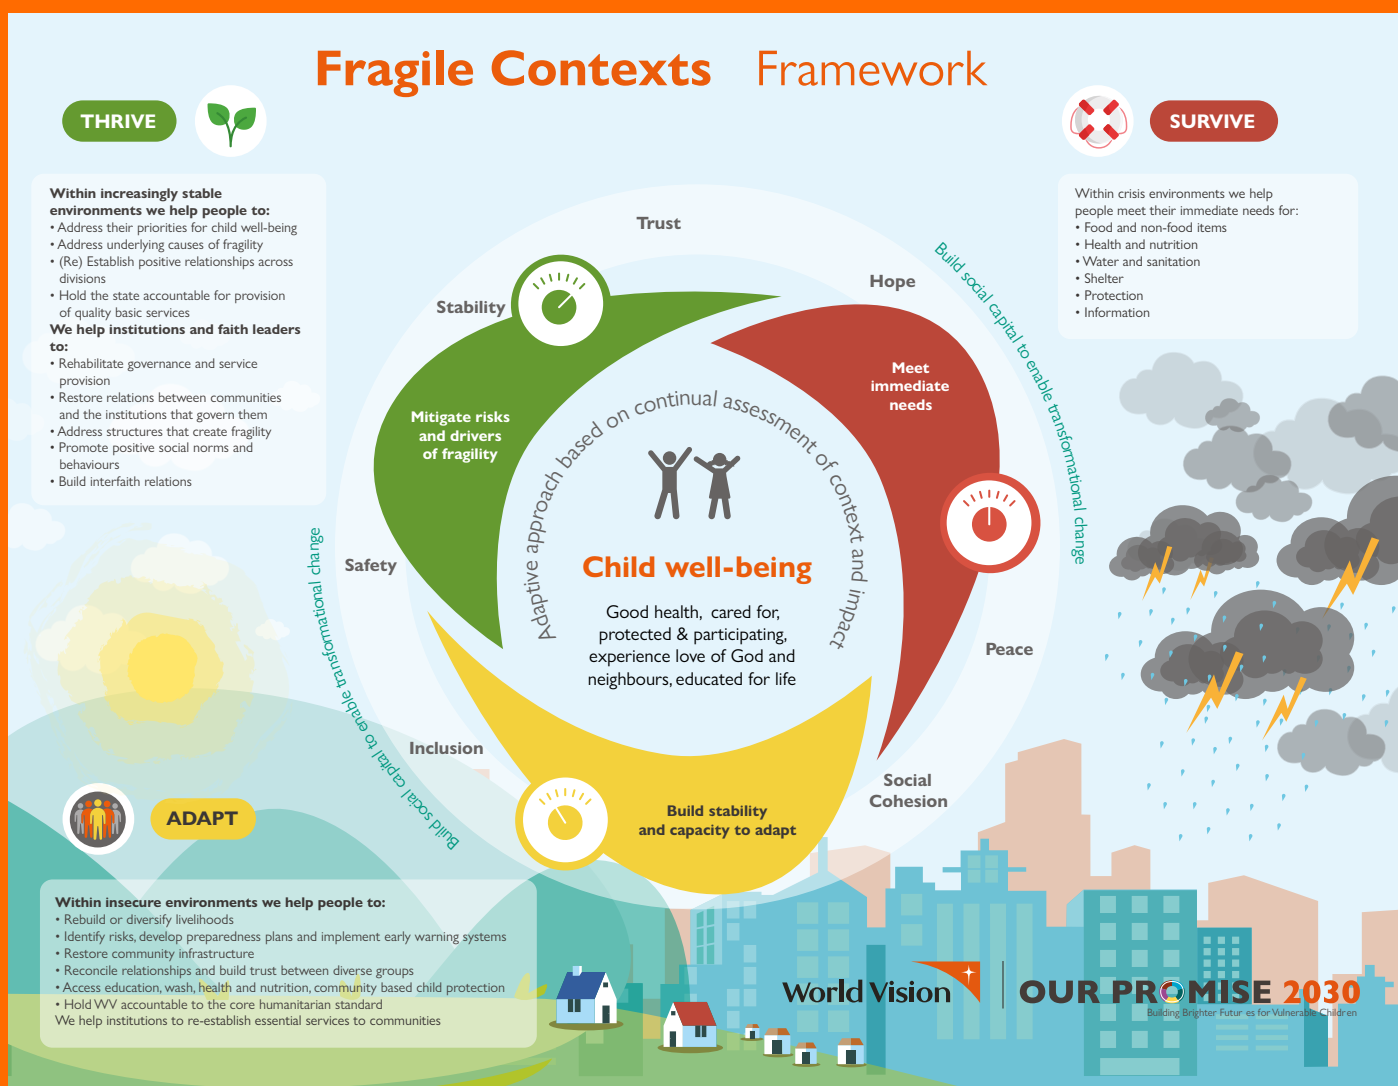 Fragile Contexts Framework
THRIVE
Within increasingly stable
environments we help people to:
• Address their priorities for child well-being
• Address underlying causes of fragility
• (Re) Establish positive relationships across
divisions
• Hold the state accountable for provision
of quality basic services
We help institutions and faith leaders
to:
• Rehabilitate governance and service
provision
• Restore relations between communities
and the institutions that govern them
• Address structures that create fragility
• Promote positive social norms and
behaviours
• Build interfaith relations
SURVIVE
Within crisis environments we help
people meet their immediate needs for:
• Food and non-food items
• Health and nutrition
• Water and sanitation
• Shelter
• Protection
• Information
Trust
Hope
Stability
Safety
Inclusion
Peace
Social
Cohesion
Build social capital to enable transformational change
Build social capital to enable transformational change
Meet
immediate
needs
Mitigate risks
and drivers
of fragility
Adaptive approach based on continual assessment of context and impact
Child well-being
Good health, cared for,
protected & participating,
experience love of God and
neighbours, educated for life
Build stability
and capacity to adapt
ADAPT
Within insecure environments we help people to:
• Rebuild or diversify livelihoods
• Identify risks, develop preparedness plans and implement early warning systems
• Restore community infrastructure
• Reconcile relationships and build trust between diverse groups
• Access education, wash, health and nutrition, community based child protection
• Hold WV accountable to the core humanitarian standard
We help institutions to re-establish essential services to communities
World Vision
OUR PROMISE 2030
Building Brighter Futur es for Vulnerable Children